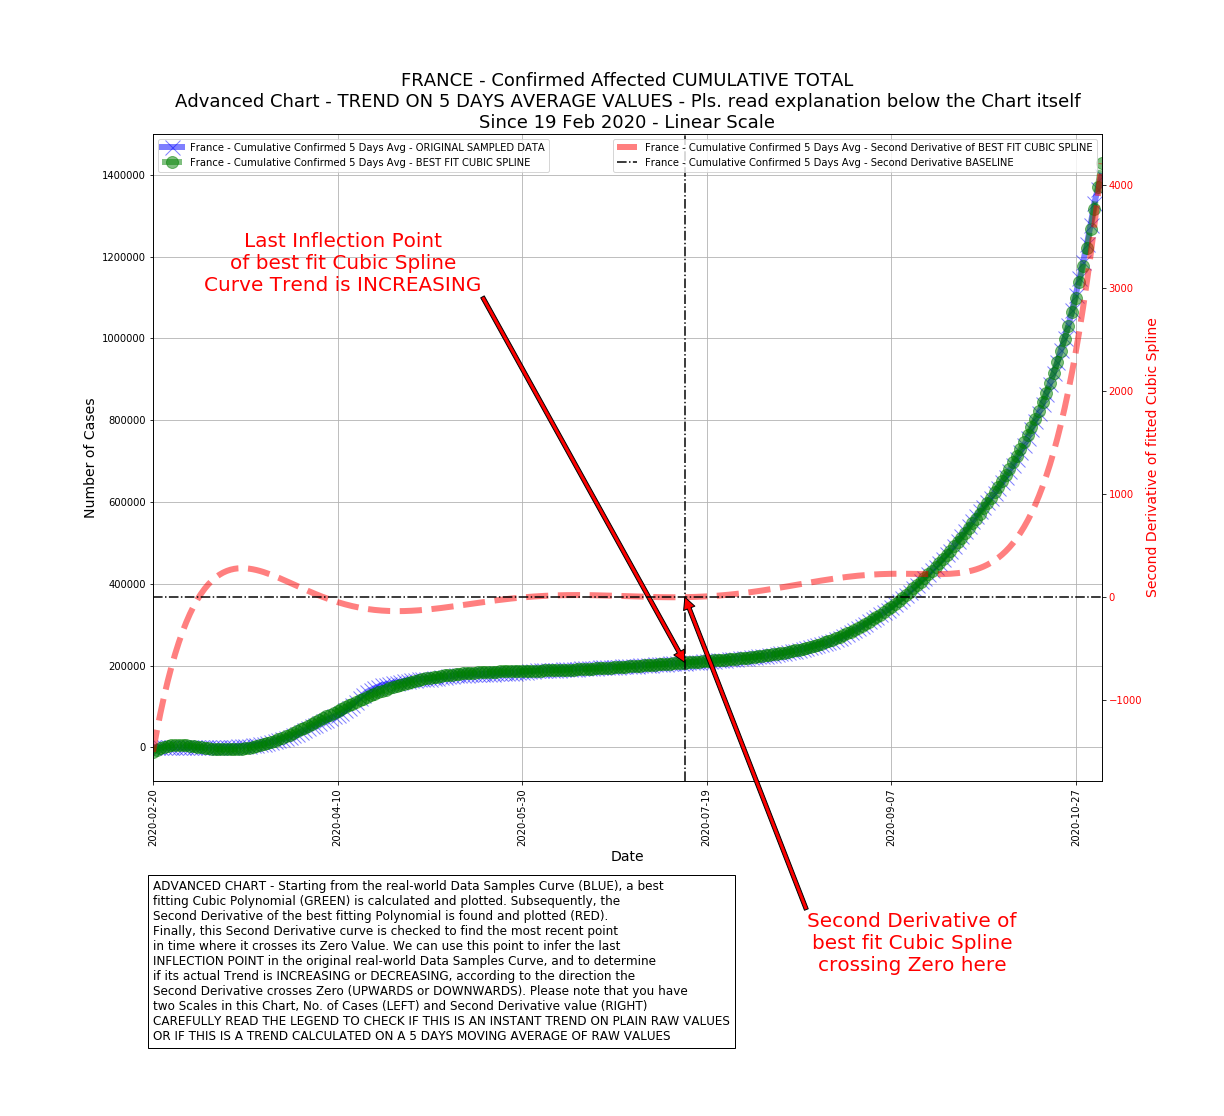 FRANCE - Confirmed Affected CUMULATIVE TOTAL
Advanced Chart - TREND ON 5 DAYS AVERAGE VALUES - Pls. read explanation below the Chart itself
Since 19 Feb 2020 - Linear Scale
France - Cumulative Confirmed 5 Days Avg - ORIGINAL SAMPLED DATA
France - Cumulative Confirmed 5 Days Avg - BEST FIT CUBIC SPLINE
France - Cumulative Confirmed 5 Days Avg - Second Derivative of BEST FIT CUBIC SPLINE
France - Cumulative Confirmed 5 Days Avg - Second Derivative BASELINE
Last Inflection Point
of best fit Cubic Spline
Curve Trend is INCREASING
Number of Cases
1400000
1200000
1000000
800000
600000
400000
200000
0
Second Derivative of fitted Cubic Spline
4000
3000
2000
1000
0
−1000
2020-02-20
2020-04-10
2020-05-30
2020-07-19
2020-09-07
2020-10-27
Date
ADVANCED CHART - Starting from the real-world Data Samples Curve (BLUE), a best
fitting Cubic Polynomial (GREEN) is calculated and plotted. Subsequently, the
Second Derivative of the best fitting Polynomial is found and plotted (RED).
Finally, this Second Derivative curve is checked to find the most recent point
in time where it crosses its Zero Value. We can use this point to infer the last
INFLECTION POINT in the original real-world Data Samples Curve, and to determine
if its actual Trend is INCREASING or DECREASING, according to the direction the
Second Derivative crosses Zero (UPWARDS or DOWNWARDS). Please note that you have
two Scales in this Chart, No. of Cases (LEFT) and Second Derivative value (RIGHT)
CAREFULLY READ THE LEGEND TO CHECK IF THIS IS AN INSTANT TREND ON PLAIN RAW VALUES
OR IF THIS IS A TREND CALCULATED ON A 5 DAYS MOVING AVERAGE OF RAW VALUES
Second Derivative of
best fit Cubic Spline
crossing Zero here